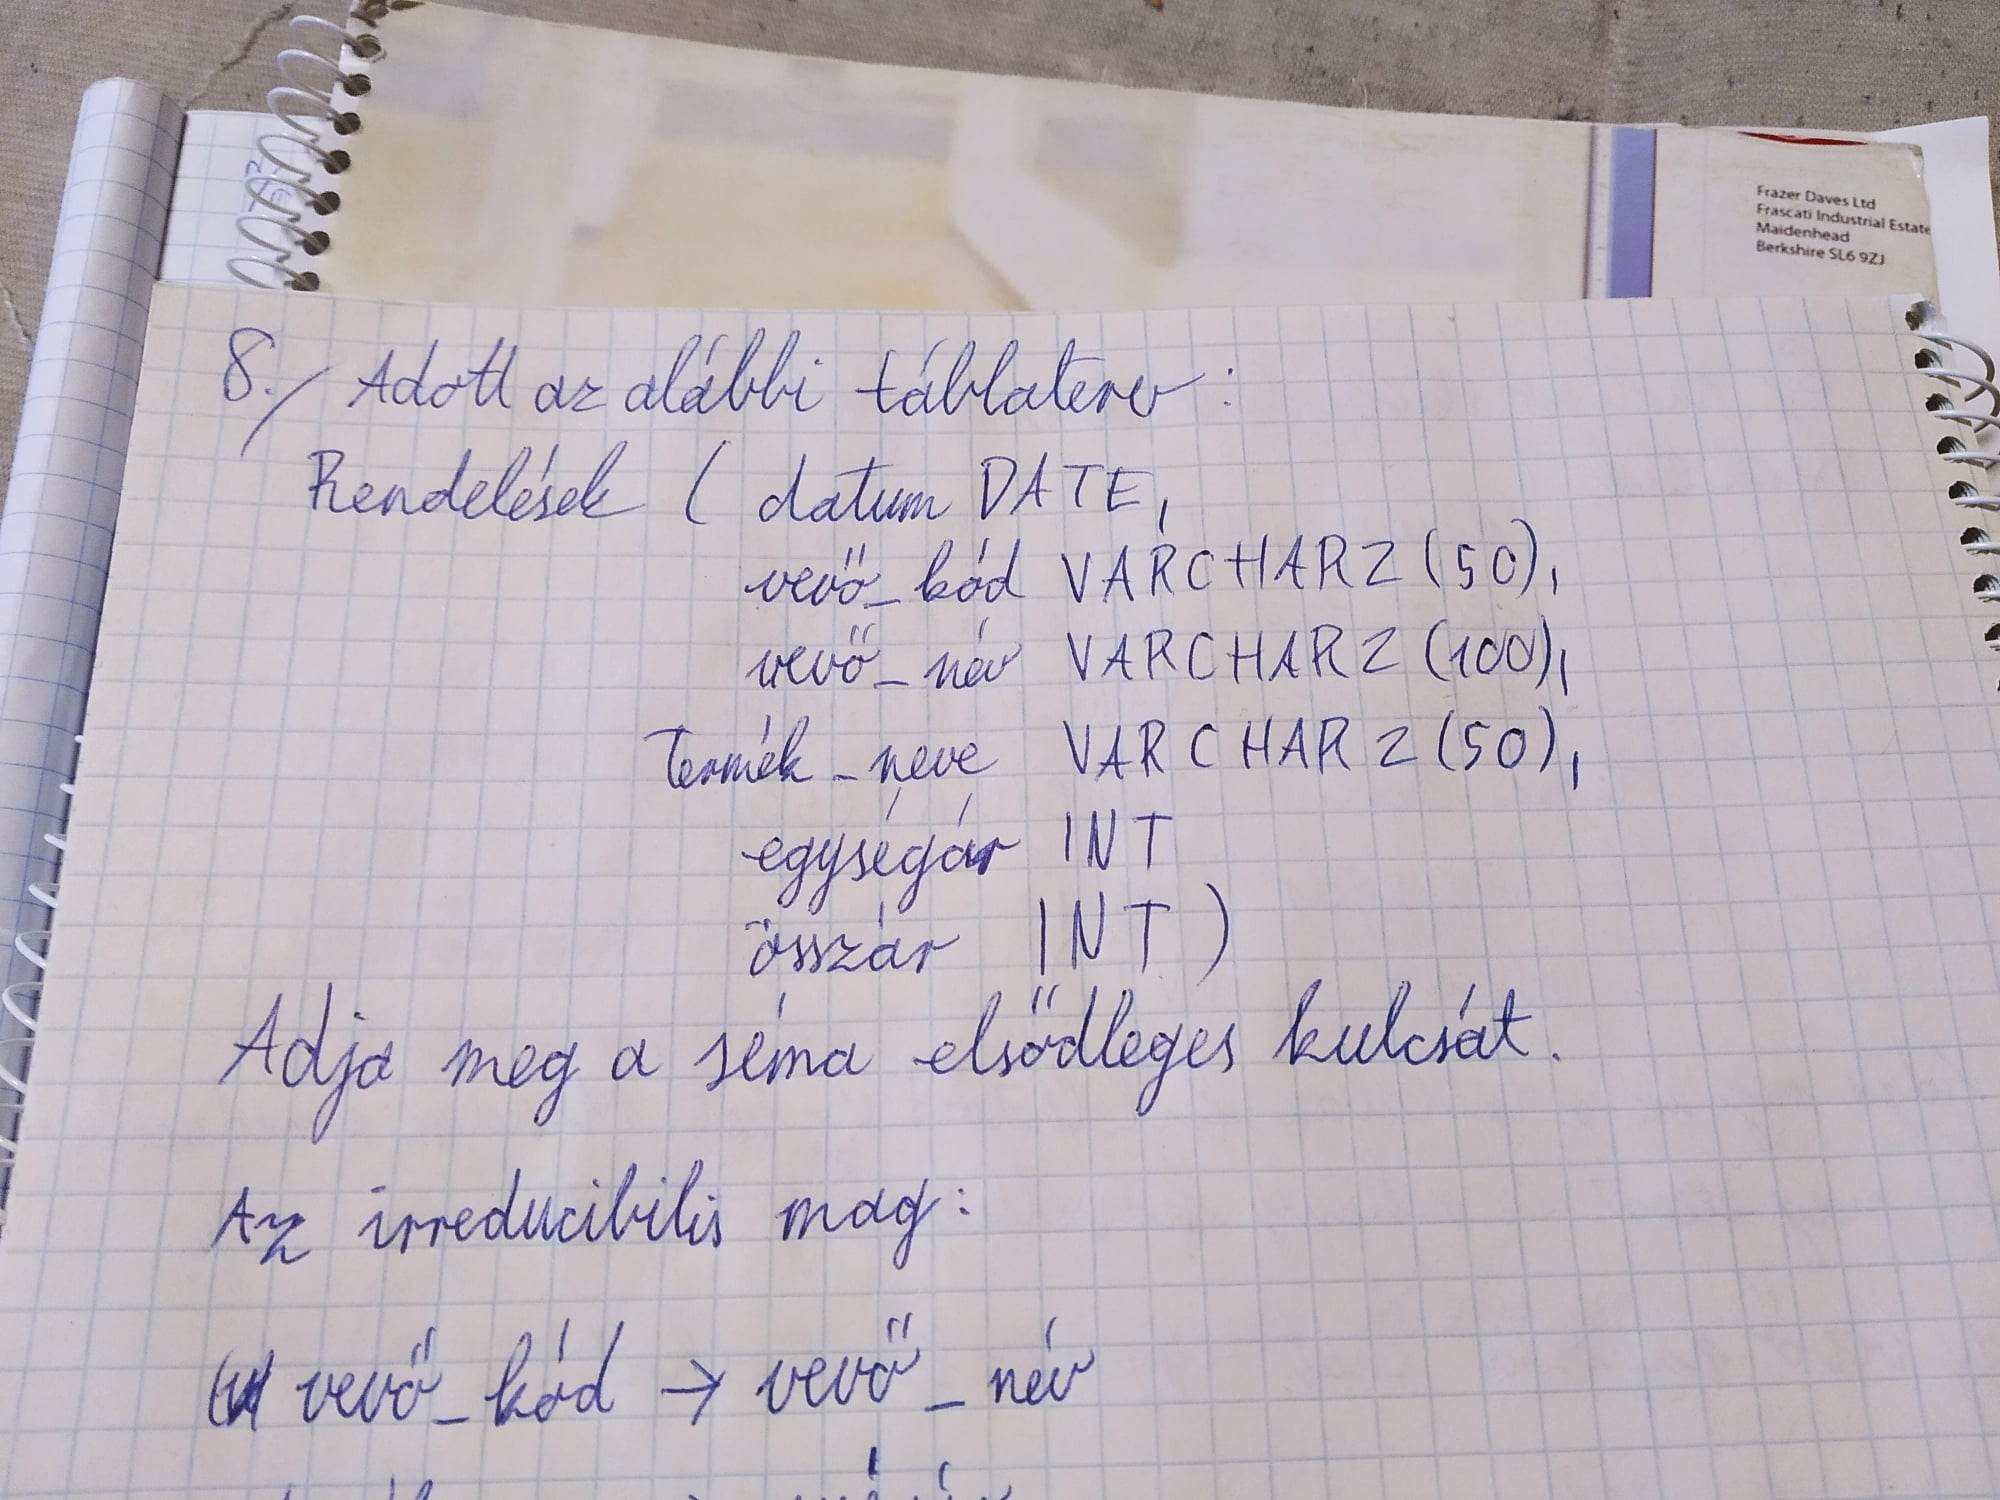 Frazer Daves Ltd
Frascati Industrial Estate
Maidenhead
Berkshire SL6 9ZJ
8./ Adott az alábbi táblaterv:
Rendelések ( datum DATE,
vevő_kód VARCHAR2(50),
vevő_név VARCHAR2(100),
Termék_neve VARCHAR2(50),
egységár INT
összár INT)
Adja meg a séma elsődleges kulcsát.
Az irreducibilis mag:
vevő_kód → vevő_név